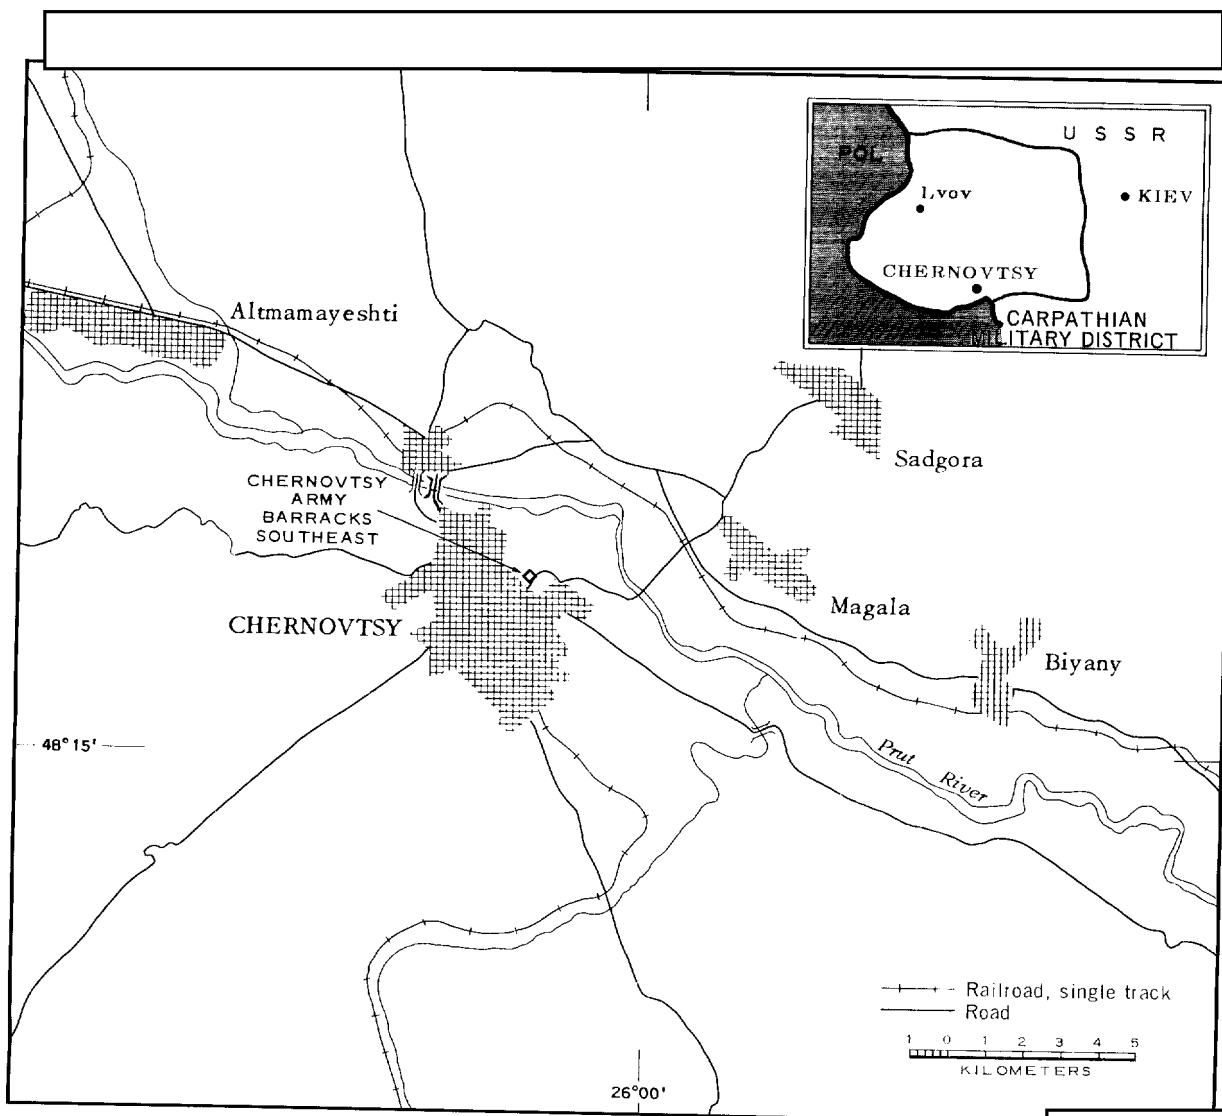 U S S R
POL
Lvov
KIEV
CHERNOVTSY
CARPATHIAN
MILITARY DISTRICT
Altmamayeshti
Sadgora
CHERNOVTSY
ARMY
BARRACKS
SOUTHEAST
Magala
CHERNOVTSY
Biyany
48°15'
Prut River
Railroad, single track
Road
1 0 1 2 3 4 5
KILOMETERS
26°00'